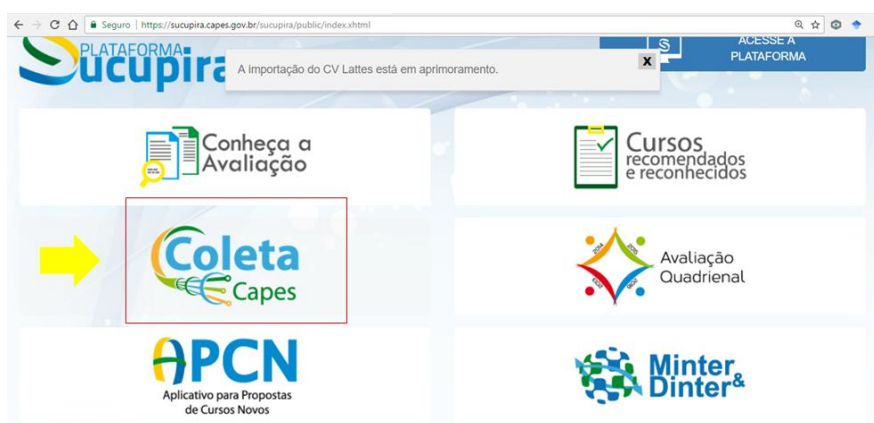 Seguro
https://sucupira.capes.gov.br/sucupira/public/index.xhtml
PLATAFORMA
Sucupira
A importação do CV Lattes está em aprimoramento.
X
S
ACESSE A
PLATAFORMA
Conheça a
Avaliação
Cursos
recomendados
e reconhecidos
Coleta
Capes
2014
2015
Avaliação
Quadrienal
APCN
Aplicativo para Propostas
de Cursos Novos
Minter&
Dinter